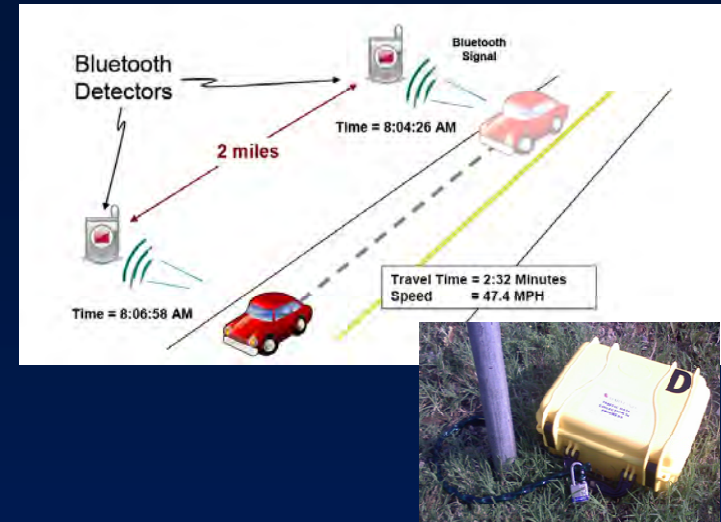 Bluetooth
Detectors
Bluetooth
Signal
Time = 8:04:26 AM
2 miles
Time = 8:06:58 AM
Travel Time = 2:32 Minutes
Speed = 47.4 MPH
D